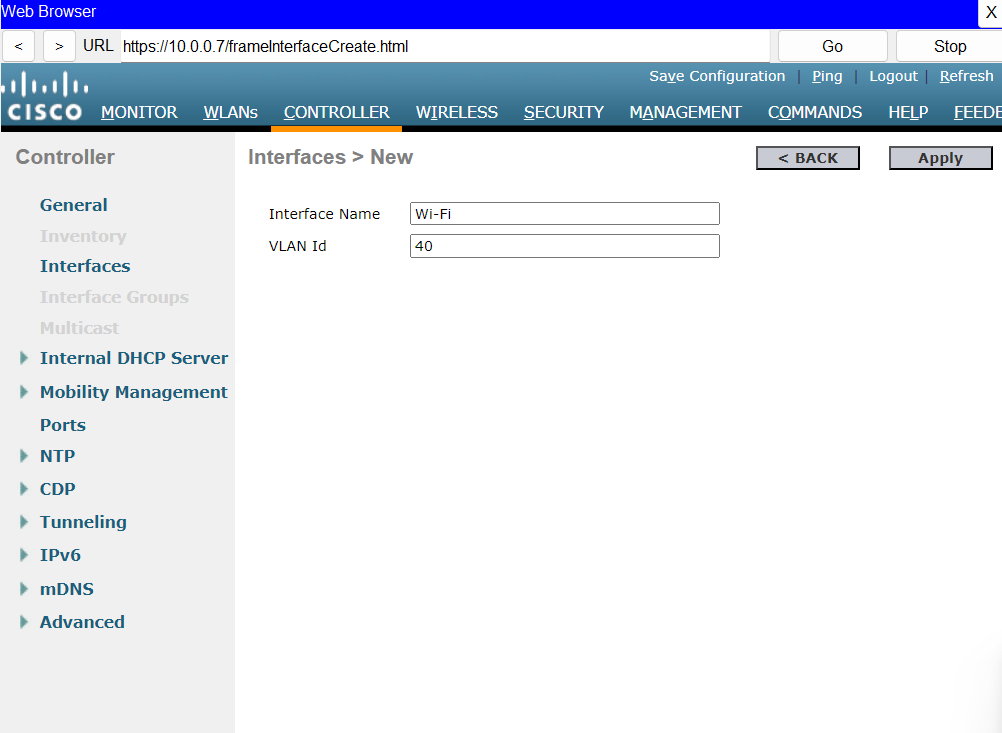 Web Browser X
< > URL https://10.0.0.7/frameInterfaceCreate.html Go Stop
Save Configuration | Ping | Logout | Refresh
CISCO MONITOR WLANs CONTROLLER WIRELESS SECURITY MANAGEMENT COMMANDS HELP FEEDB
Controller
Interfaces > New
< BACK Apply
General
Inventory
Interfaces
Interface Groups
Multicast
Internal DHCP Server
Mobility Management
Ports
NTP
CDP
Tunneling
IPv6
mDNS
Advanced
Interface Name Wi-Fi
VLAN Id 40